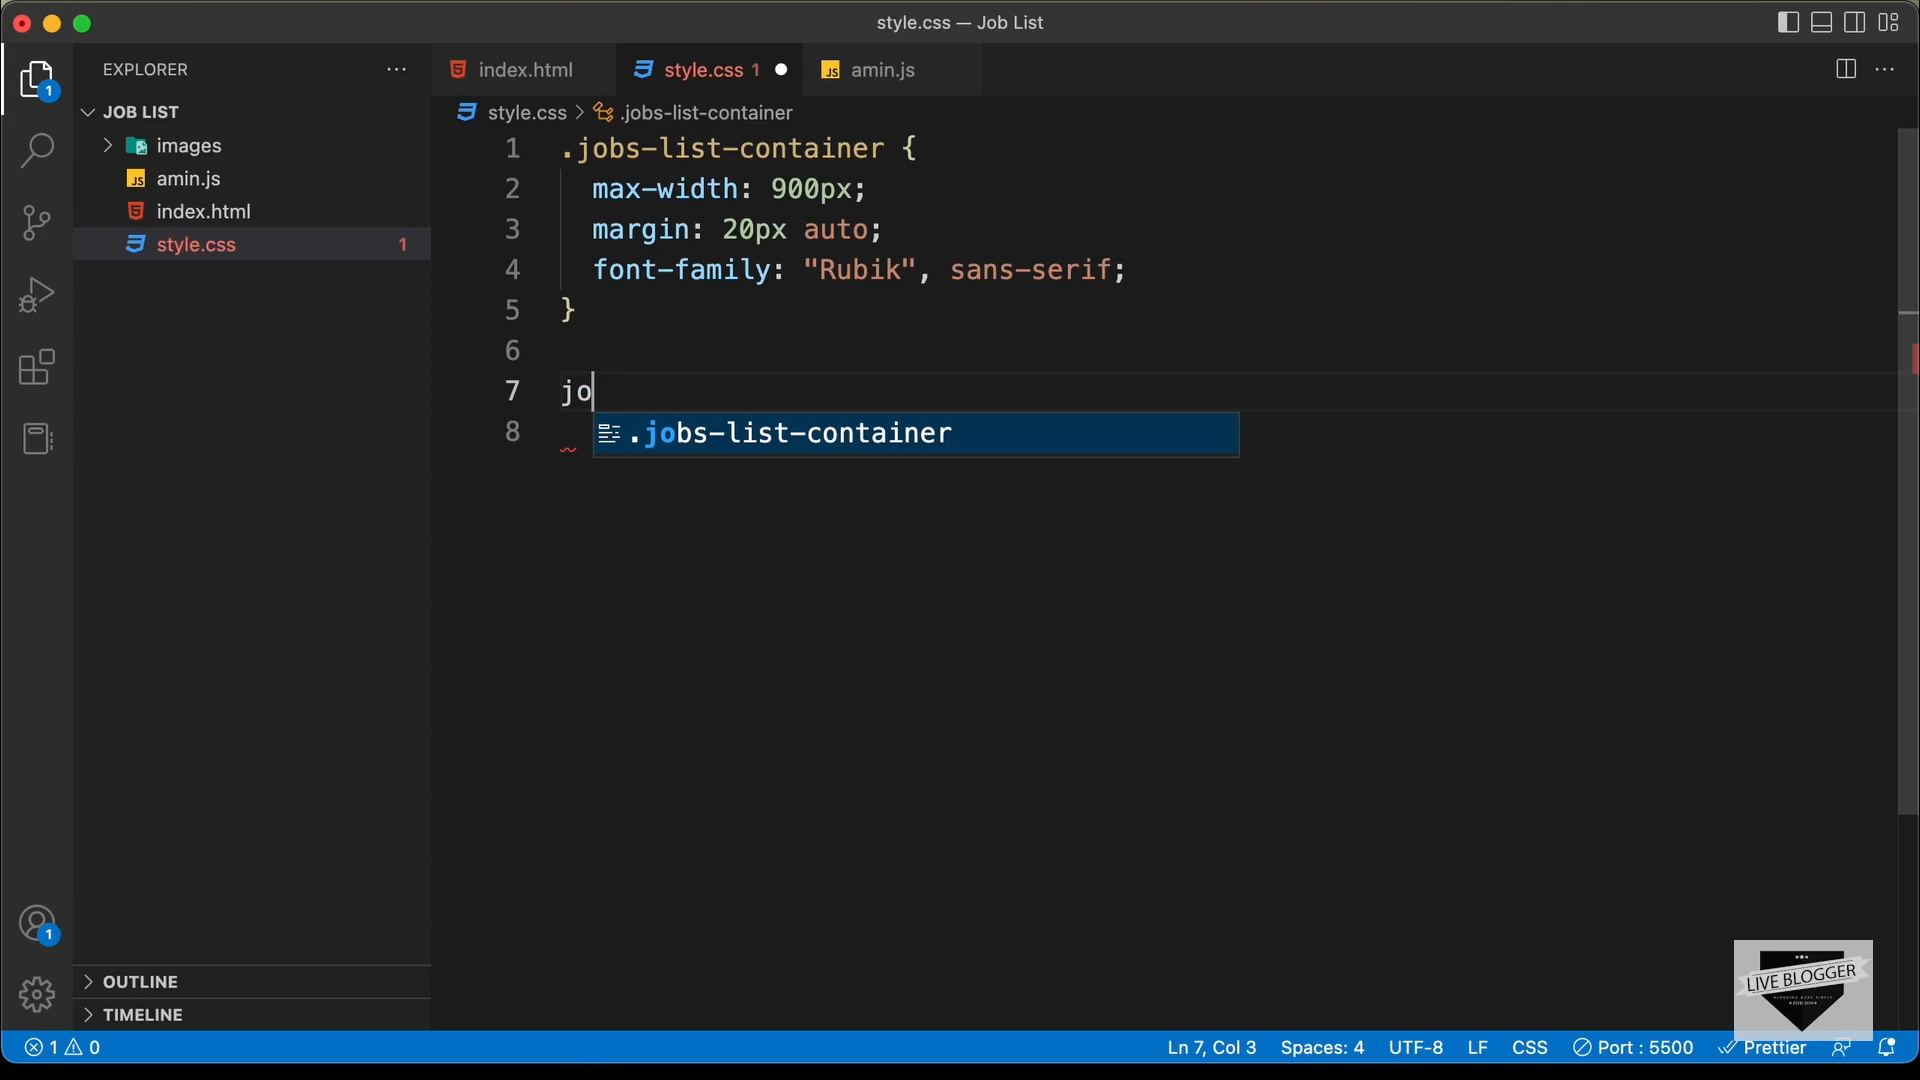 style.css — Job List
EXPLORER
JOB LIST
images
amin.js
index.html
style.css 1
index.html
style.css 1
amin.js
style.css > .jobs-list-container
1 .jobs-list-container {
2 max-width: 900px;
3 margin: 20px auto;
4 font-family: "Rubik", sans-serif;
5 }
6
7 jo
8
.jobs-list-container
1
1
OUTLINE
TIMELINE
LIVE BLOGGER
1 0
Ln 7, Col 3 Spaces: 4 UTF-8 LF CSS Port : 5500 Prettier